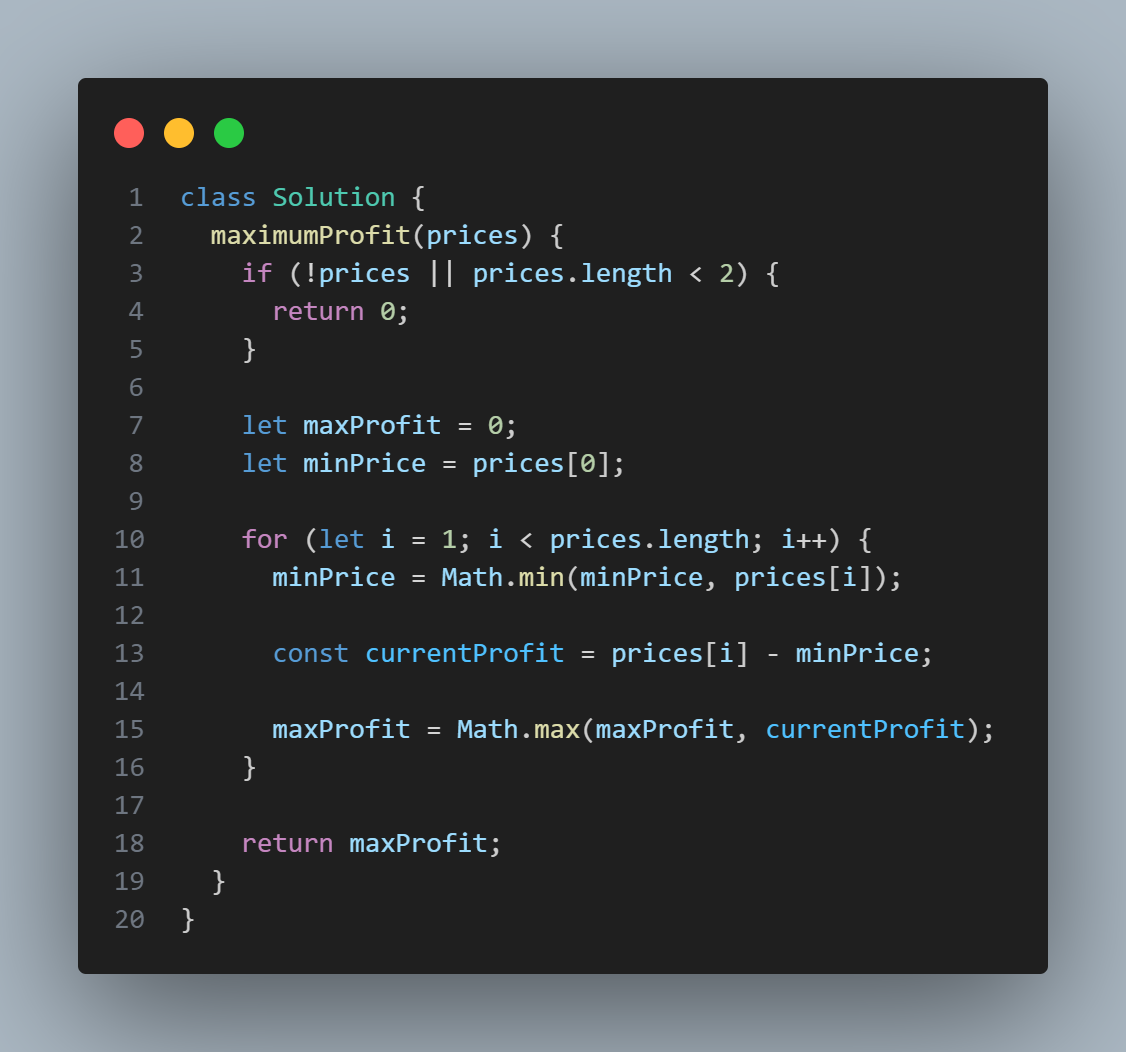 1 class Solution {
2   maximumProfit(prices) {
3     if (!prices || prices.length < 2) {
4       return 0;
5     }
6
7     let maxProfit = 0;
8     let minPrice = prices[0];
9
10     for (let i = 1; i < prices.length; i++) {
11       minPrice = Math.min(minPrice, prices[i]);
12
13       const currentProfit = prices[i] - minPrice;
14
15       maxProfit = Math.max(maxProfit, currentProfit);
16     }
17
18     return maxProfit;
19   }
20 }